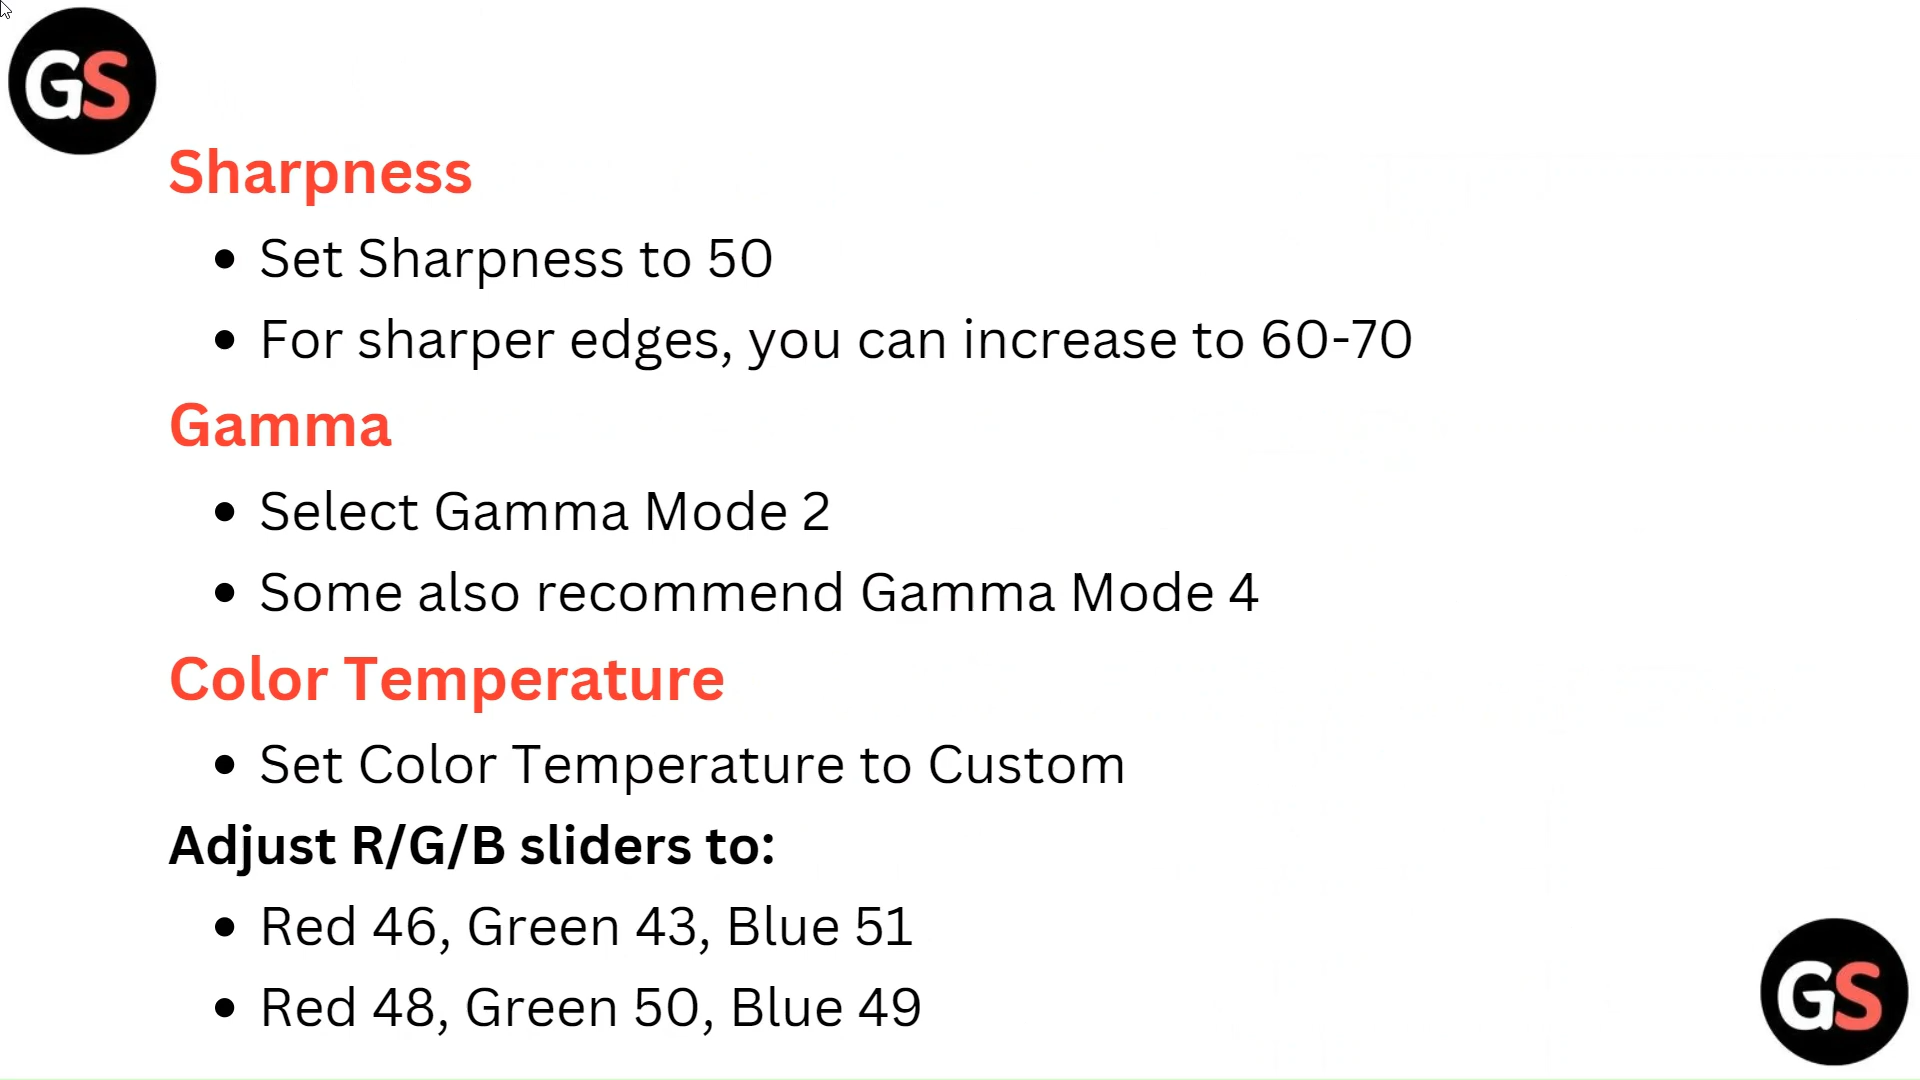 GS
Sharpness
• Set Sharpness to 50
• For sharper edges, you can increase to 60-70
Gamma
• Select Gamma Mode 2
• Some also recommend Gamma Mode 4
Color Temperature
• Set Color Temperature to Custom
Adjust R/G/B sliders to:
• Red 46, Green 43, Blue 51
• Red 48, Green 50, Blue 49
GS